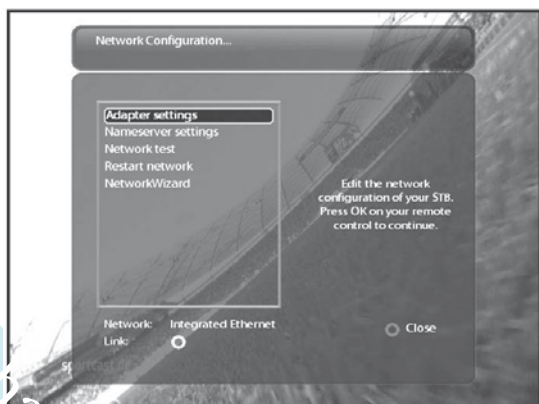 Network Configuration...
Adapter settings
Nameserver settings
Network test
Restart network
NetworkWizard
Edit the network
configuration of your STB.
Press OK on your remote
control to continue.
Network: Integrated Ethernet
Link:
Close